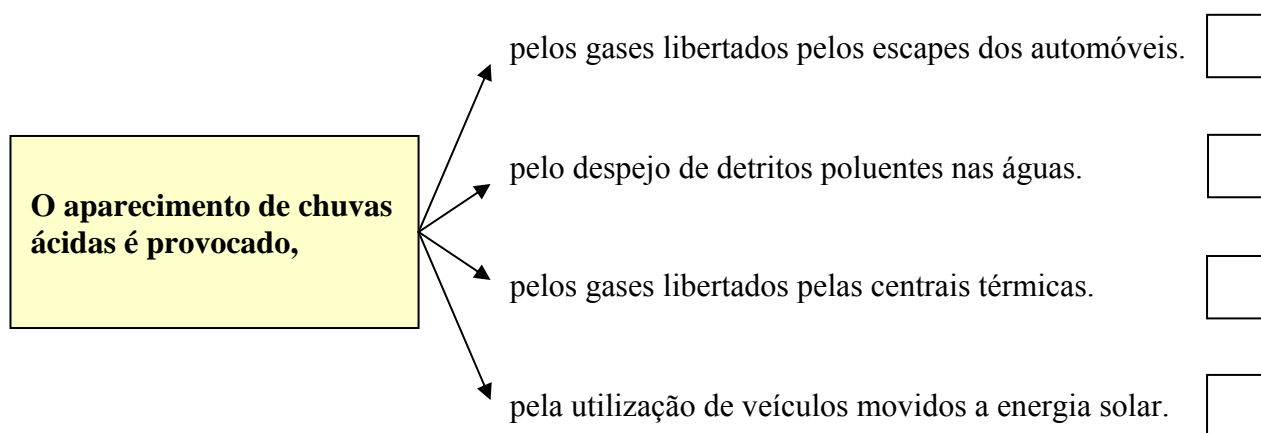 pelos gases libertados pelos escapes dos automóveis.
pelo despejo de detritos poluentes nas águas.
O aparecimento de chuvas
ácidas é provocado,
pelos gases libertados pelas centrais térmicas.
pela utilização de veículos movidos a energia solar.